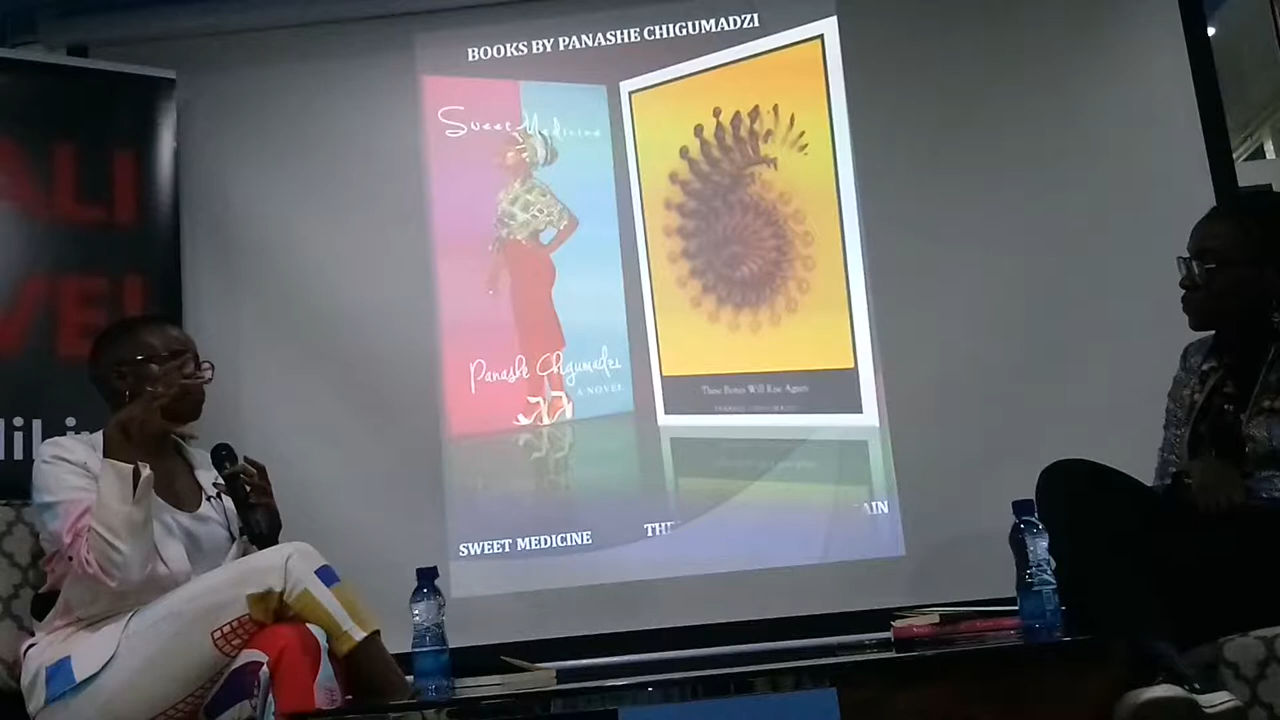 BOOKS BY PANASHE CHIGUMADZI
Sweet Medicine
Panashe Chigumadzi
A NOVEL
These Bones Will Rise Again
SWEET MEDICINE